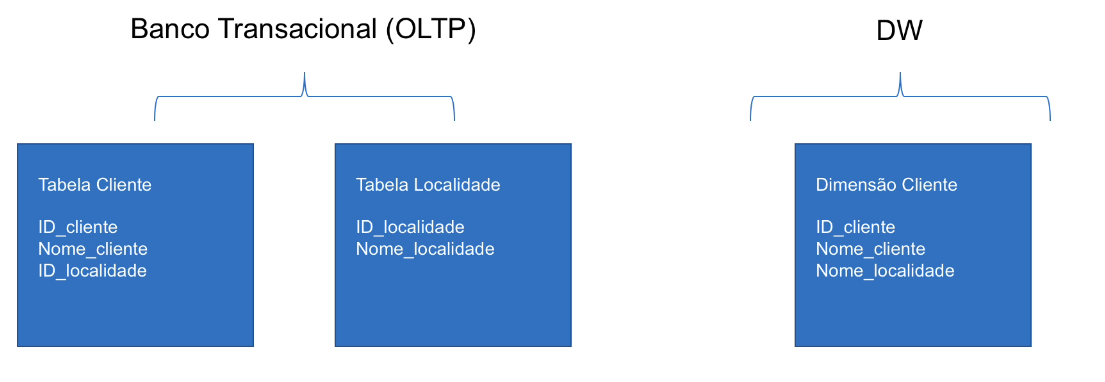 Banco Transacional (OLTP)
DW
Tabela Cliente
ID_cliente
Nome_cliente
ID_localidade
Tabela Localidade
ID_localidade
Nome_localidade
Dimensão Cliente
ID_cliente
Nome_cliente
Nome_localidade